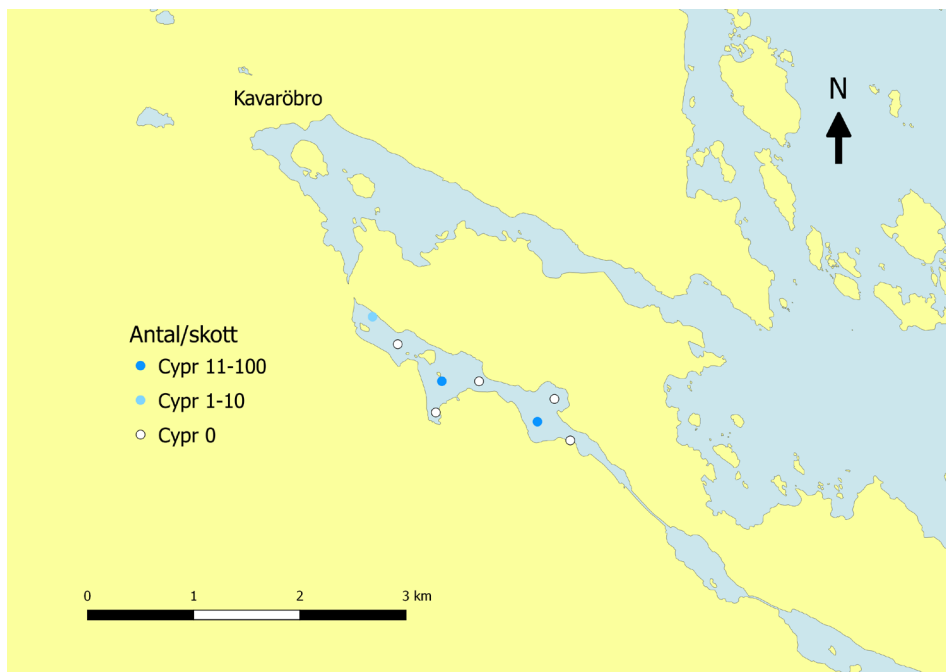 Kavaröbro
N
Antal/skott
Cypr 11-100
Cypr 1-10
Cypr 0
0 1 2 3 km